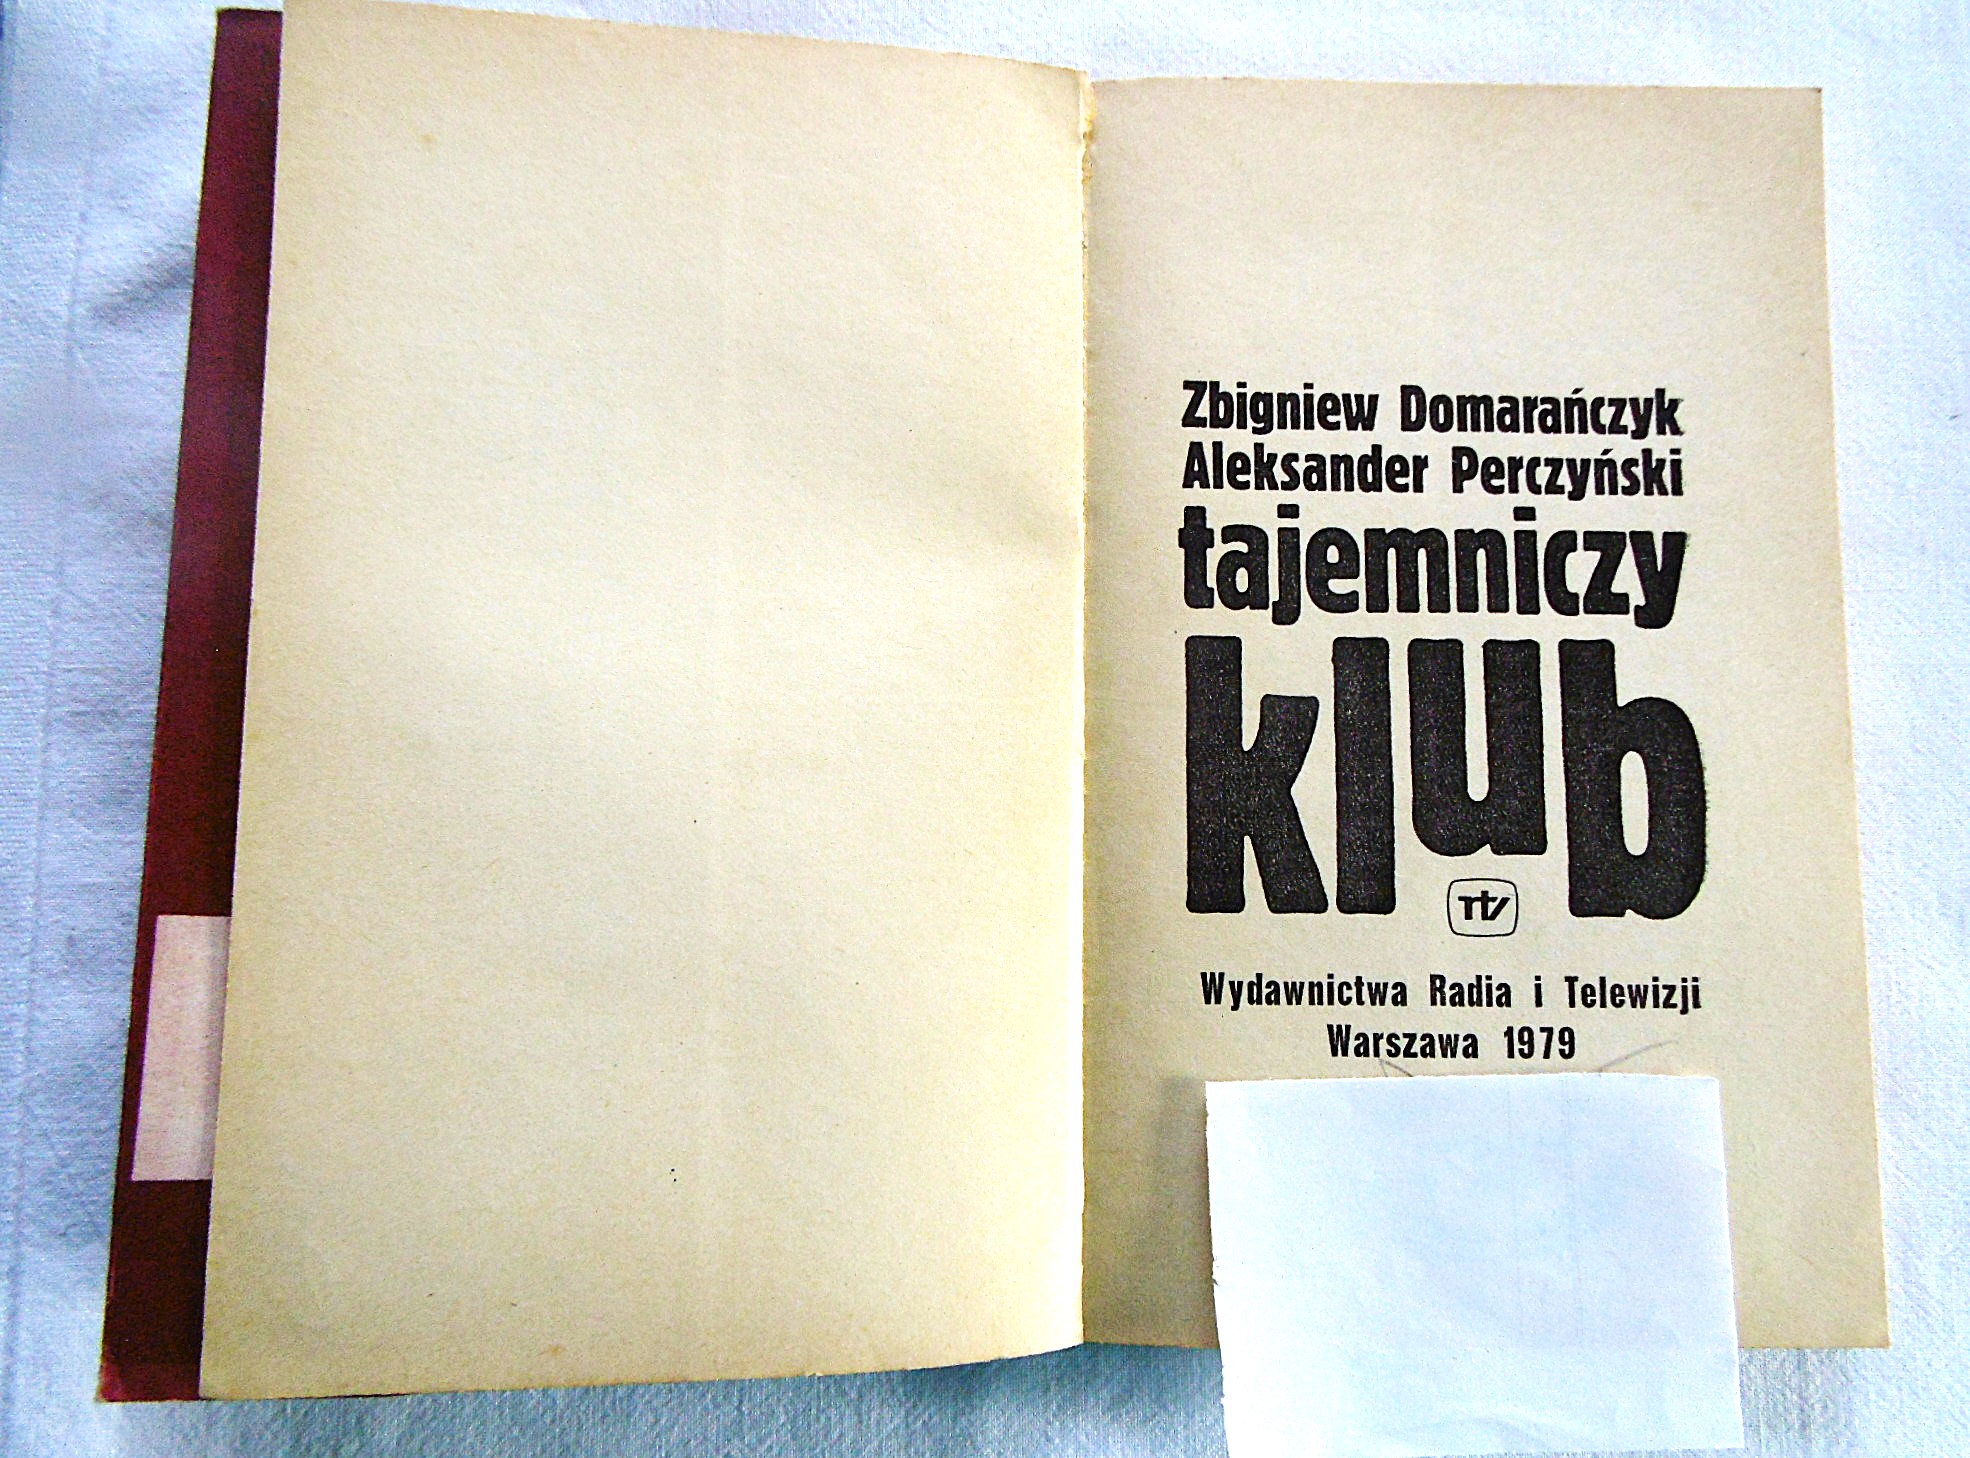 Zbigniew Domarańczyk
Aleksander Perczyński
tajemniczy
klub
rtv
Wydawnictwa Radia i Telewizji
Warszawa 1979